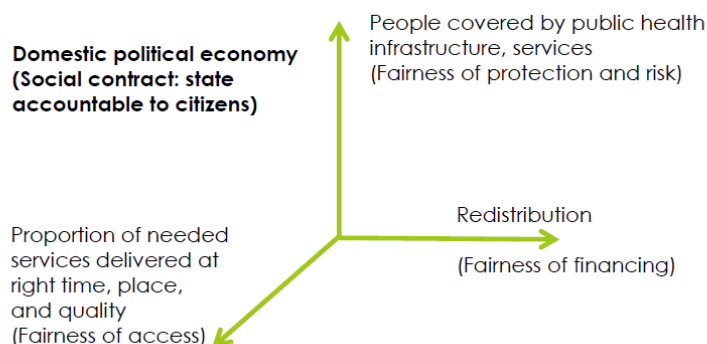 Domestic political economy
(Social contract: state
accountable to citizens)
People covered by public health
infrastructure, services
(Fairness of protection and risk)
Redistribution
(Fairness of financing)
Proportion of needed
services delivered at
right time, place,
and quality
(Fairness of access)